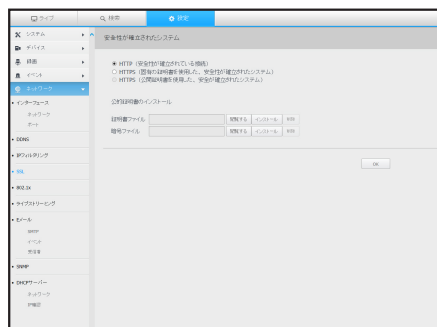 ライブ
検索
設定
システム
デバイス
録画
イベント
ネットワーク
インターフェース
ネットワーク
ポート
DDNS
IPフィルタリング
SSL
802.1x
ライブストリーミング
Eメール
SMTP
イベント
受信者
SNMP
DHCPサーバー
ネットワーク
IP確認
安全性が確立されたシステム
HTTP（安全性が確立されている接続）
HTTPS（固有の証明書を使用した、安全性が確立されたシステム）
HTTPS（公開証明書を使用した、安全が確立されたシステム）
公的証明書のインストール
証明書ファイル 閲覧する インストール 削除
暗号ファイル 閲覧する インストール 削除
OK